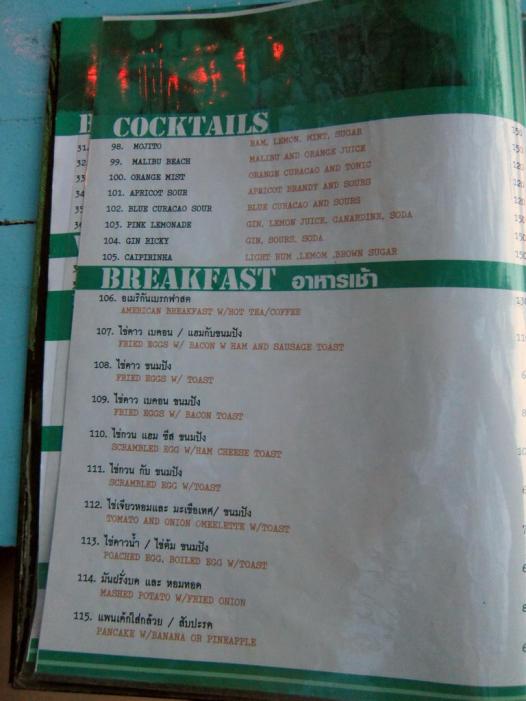 COCKTAILS
98. MOJITO RAM, LEMON, MINT, SUGAR
99. MALIBU BEACH MALIBU AND ORANGE JUICE
100. ORANGE MIST ORANGE CURACAO AND TONIC
101. APRICOT SOUR APRICOT BRANDY AND SOURS
102. BLUE CURACAO SOUR BLUE CURACAO AND SOURS
103. PINK LEMONADE GIN, LEMON JUICE, GANARDINE, SODA
104. GIN RICKY GIN, SOURS, SODA
105. CAIPIRINHA LIGHT RUM ,LEMOM ,BROWN SUGAR
BREAKFAST อาหารเช้า
106. อเมริกันเบรกฟาสต
AMERICAN BREAKFAST W/HOT TEA/COFFEE
107. ไข่ดาว เบคอน / แฮมกับขนมปัง
FRIED EGGS W/ BACON W HAM AND SAUSAGE TOAST
108. ไข่ดาว ขนมปัง
FRIED EGGS W/ TOAST
109. ไข่ดาว เบคอน ขนมปัง
FRIED EGGS W/ BACON TOAST
110. ไข่กวน แฮม ชีส ขนมปัง
SCRAMBLED EGG W/HAM CHEESE TOAST
111. ไข่กวน กับ ขนมปัง
SCRAMBLED EGG W/TOAST
112. ไข่เจียวหอมและ มะเขือเทศ/ ขนมปัง
TOMATO AND ONION OMEELETTE W/TOAST
113. ไข่ดาวน้ำ / ไข่ต้ม ขนมปัง
POACHED EGG, BOILED EGG W/TOAST
114. มันฝรั่งบด และ หอมทอด
MASHED POTATO W/FRIED ONION
115. แพนเค้กใส่กล้วย / สับปะรด
PANCAKE W/BANANA OR PINEAPPLE